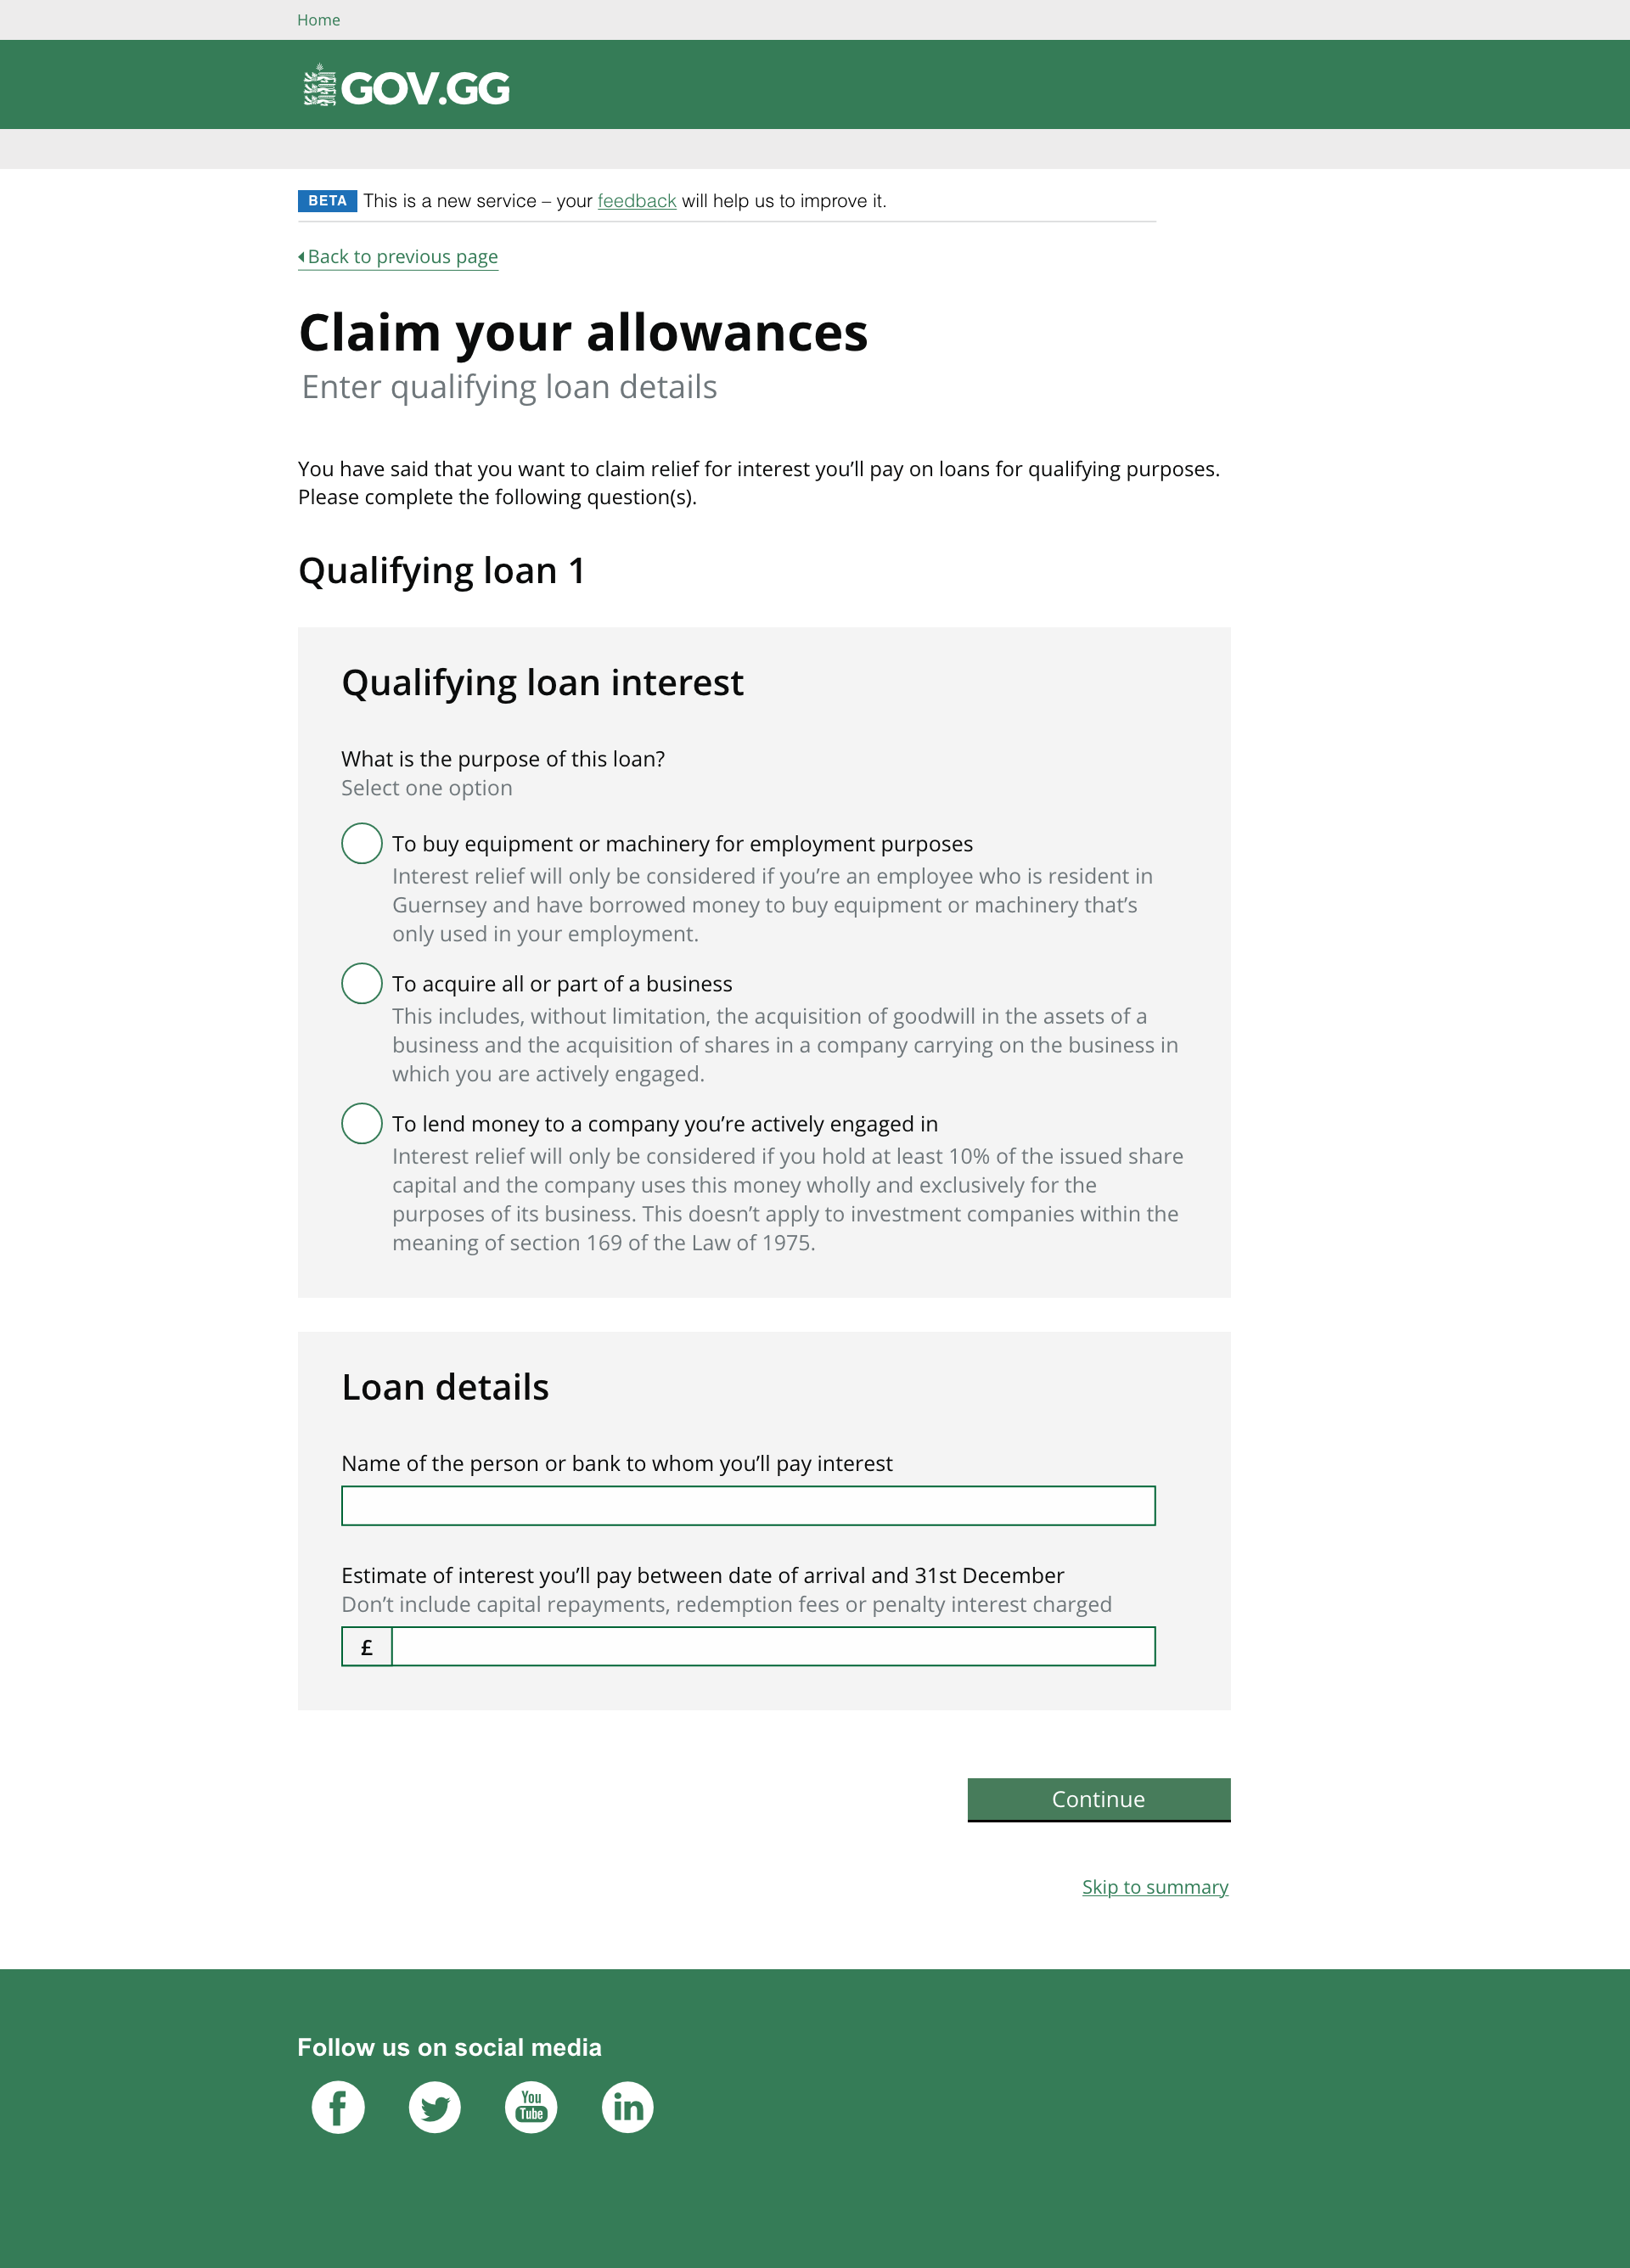 Home
GOV.GG
BETA This is a new service – your feedback will help us to improve it.
Back to previous page
Claim your allowances
Enter qualifying loan details
You have said that you want to claim relief for interest you’ll pay on loans for qualifying purposes.
Please complete the following question(s).
Qualifying loan 1
Qualifying loan interest
What is the purpose of this loan?
Select one option
To buy equipment or machinery for employment purposes
Interest relief will only be considered if you’re an employee who is resident in
Guernsey and have borrowed money to buy equipment or machinery that’s
only used in your employment.
To acquire all or part of a business
This includes, without limitation, the acquisition of goodwill in the assets of a
business and the acquisition of shares in a company carrying on the business in
which you are actively engaged.
To lend money to a company you’re actively engaged in
Interest relief will only be considered if you hold at least 10% of the issued share
capital and the company uses this money wholly and exclusively for the
purposes of its business. This doesn’t apply to investment companies within the
meaning of section 169 of the Law of 1975.
Loan details
Name of the person or bank to whom you’ll pay interest
Estimate of interest you’ll pay between date of arrival and 31st December
Don’t include capital repayments, redemption fees or penalty interest charged
£
Continue
Skip to summary
Follow us on social media
f
You
Tube
in